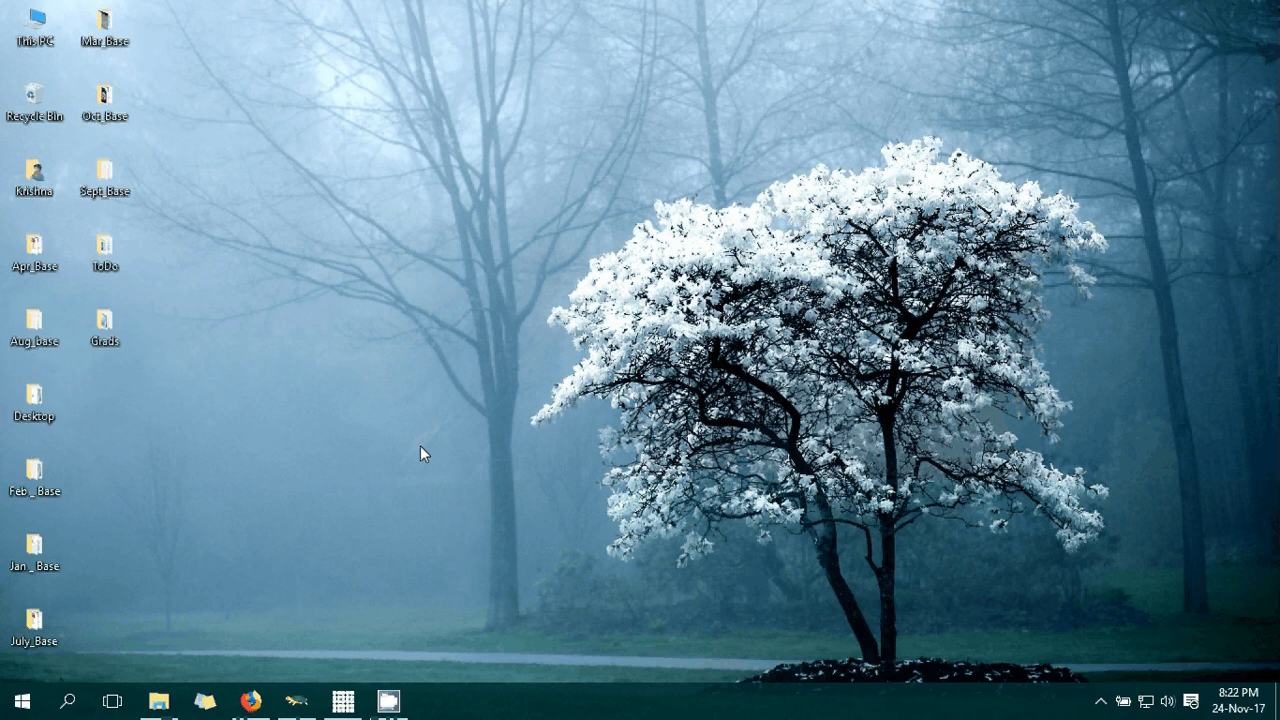 This PC
Mar_Base
Recycle Bin
Oct_Base
Krishna
Sept_Base
Apr_Base
ToDo
Aug_base
Grads
Desktop
Feb _ Base
Jan _ Base
July_Base
8:22 PM
24-Nov-17